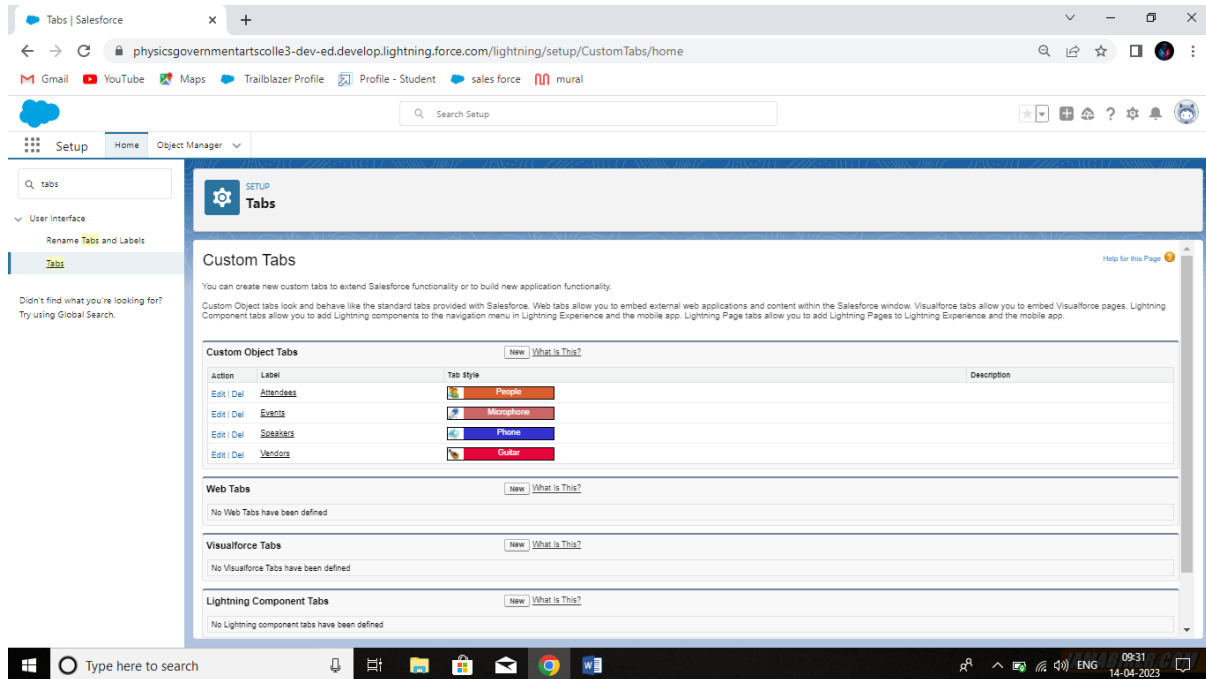 Tabs | Salesforce
physicsgovernmentartscolle3-dev-ed.develop.lightning.force.com/lightning/setup/CustomTabs/home
Gmail YouTube Maps Trailblazer Profile Profile - Student sales force mural
Search Setup
Setup Home Object Manager
tabs
User Interface
Rename Tabs and Labels
Tabs
Didn't find what you're looking for?
Try using Global Search.
SETUP
Tabs
Custom Tabs
Help for this Page
You can create new custom tabs to extend Salesforce functionality or to build new application functionality.
Custom Object tabs look and behave like the standard tabs provided with Salesforce. Web tabs allow you to embed external web applications and content within the Salesforce window. Visualforce tabs allow you to embed Visualforce pages. Lightning
Component tabs allow you to add Lightning components to the navigation menu in Lightning Experience and the mobile app. Lightning Page tabs allow you to add Lightning Pages to Lightning Experience and the mobile app.
Custom Object Tabs New What Is This?
Action Label Tab Style Description
Edit | Del Attendees People
Edit | Del Events Microphone
Edit | Del Speakers Phone
Edit | Del Vendors Guitar
Web Tabs New What Is This?
No Web Tabs have been defined
Visualforce Tabs New What Is This?
No Visualforce Tabs have been defined
Lightning Component Tabs New What Is This?
No Lightning component tabs have been defined
Type here to search
ENG
09:31
14-04-2023